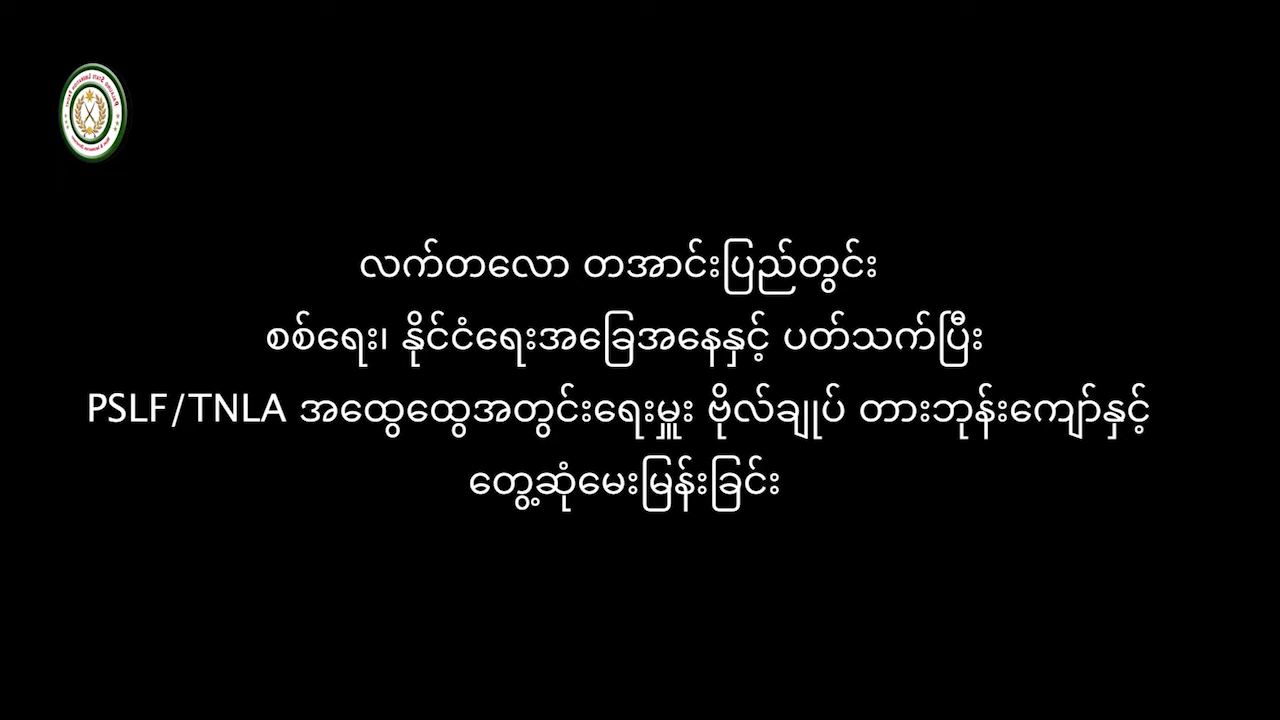 လက်တလော တအာင်းပြည်တွင်း
စစ်ရေး၊ နိုင်ငံရေးအခြေအနေနှင့် ပတ်သက်ပြီး
PSLF/TNLA အထွေထွေအတွင်းရေးမှူး ဗိုလ်ချုပ် တားဘုန်းကျော်နှင့်
တွေ့ဆုံမေးမြန်းခြင်း